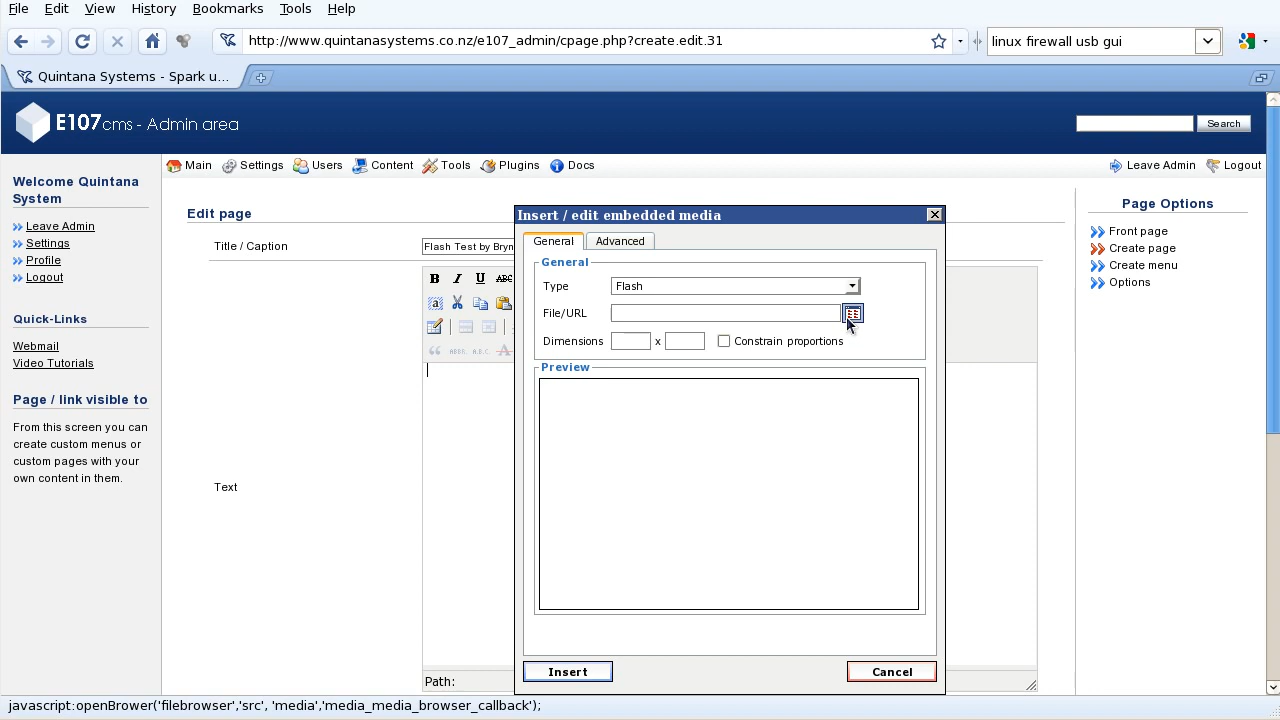 File Edit View History Bookmarks Tools Help
http://www.quintanasystems.co.nz/e107_admin/cpage.php?create.edit.31
linux firewall usb gui
Quintana Systems - Spark u...
E107cms - Admin area
Search
Main Settings Users Content Tools Plugins Docs
Leave Admin Logout
Welcome Quintana
System
Leave Admin
Settings
Profile
Logout
Quick-Links
Webmail
Video Tutorials
Page / link visible to
From this screen you can
create custom menus or
custom pages with your
own content in them.
Edit page
Title / Caption
Flash Test by Bryn
B I U ABC
ABBR. A.B.C. A
Text
Path:
Insert / edit embedded media
General Advanced
General
Type Flash
File/URL
Dimensions x Constrain proportions
Preview
Insert Cancel
Page Options
Front page
Create page
Create menu
Options
javascript:openBrower('filebrowser','src', 'media','media_media_browser_callback');